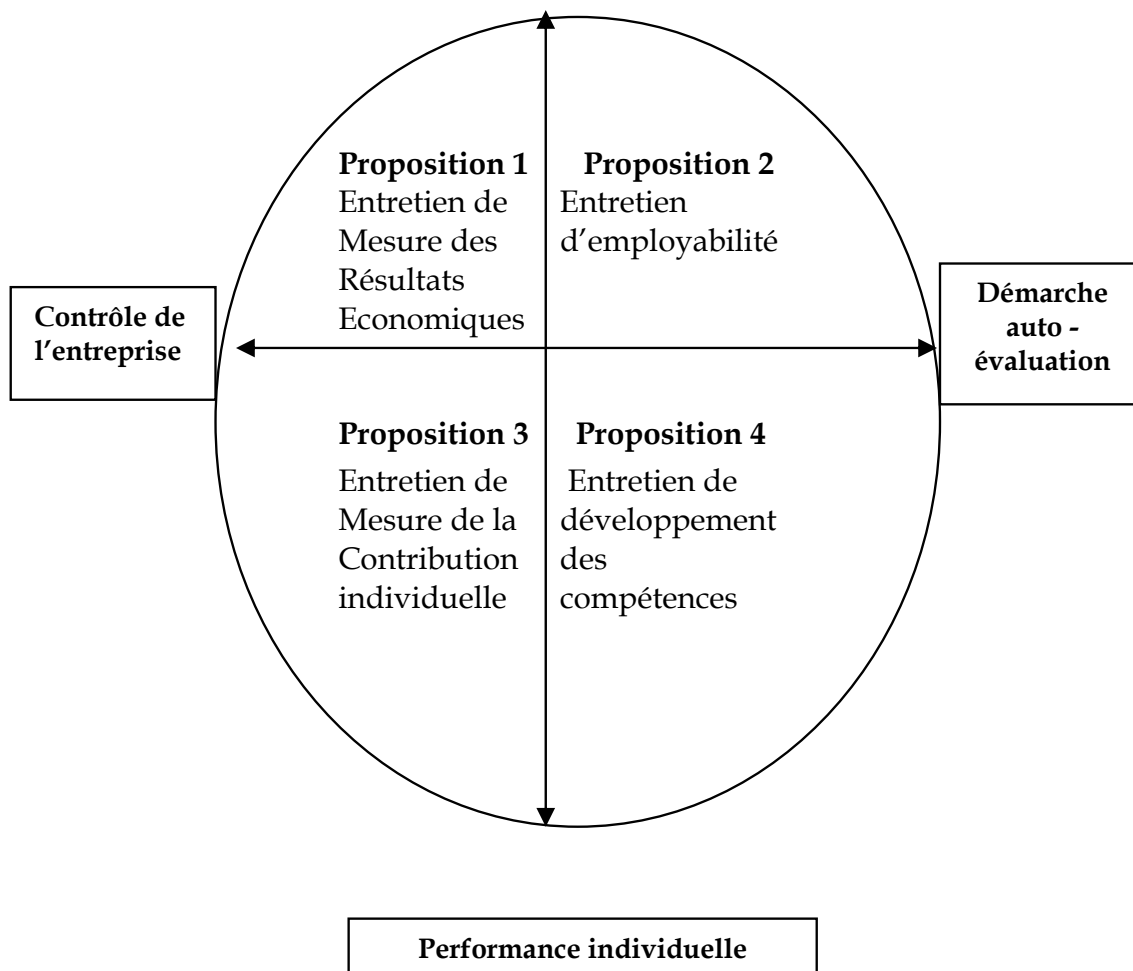 Proposition 1
Entretien de
Mesure des
Résultats
Economiques
Proposition 2
Entretien
d’employabilité
Contrôle de
l’entreprise
Démarche
auto -
évaluation
Proposition 3
Entretien de
Mesure de la
Contribution
individuelle
Proposition 4
Entretien de
développement
des
compétences
Performance individuelle